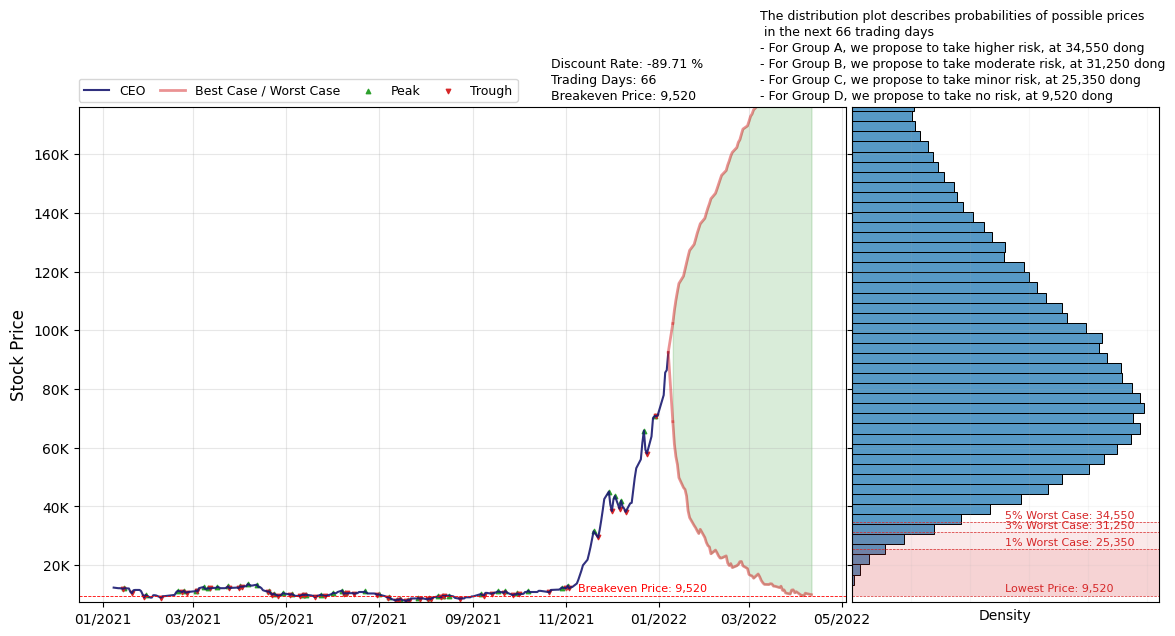 The distribution plot describes probabilities of possible prices
in the next 66 trading days
- For Group A, we propose to take higher risk, at 34,550 dong
- For Group B, we propose to take moderate risk, at 31,250 dong
- For Group C, we propose to take minor risk, at 25,350 dong
- For Group D, we propose to take no risk, at 9,520 dong
Discount Rate: -89.71 %
Trading Days: 66
Breakeven Price: 9,520
CEO
Best Case / Worst Case
Peak
Trough
Stock Price
160K
140K
120K
100K
80K
60K
40K
20K
Breakeven Price: 9,520
01/2021
03/2021
05/2021
07/2021
09/2021
11/2021
01/2022
03/2022
05/2022
5% Worst Case: 34,550
3% Worst Case: 31,250
1% Worst Case: 25,350
Lowest Price: 9,520
Density